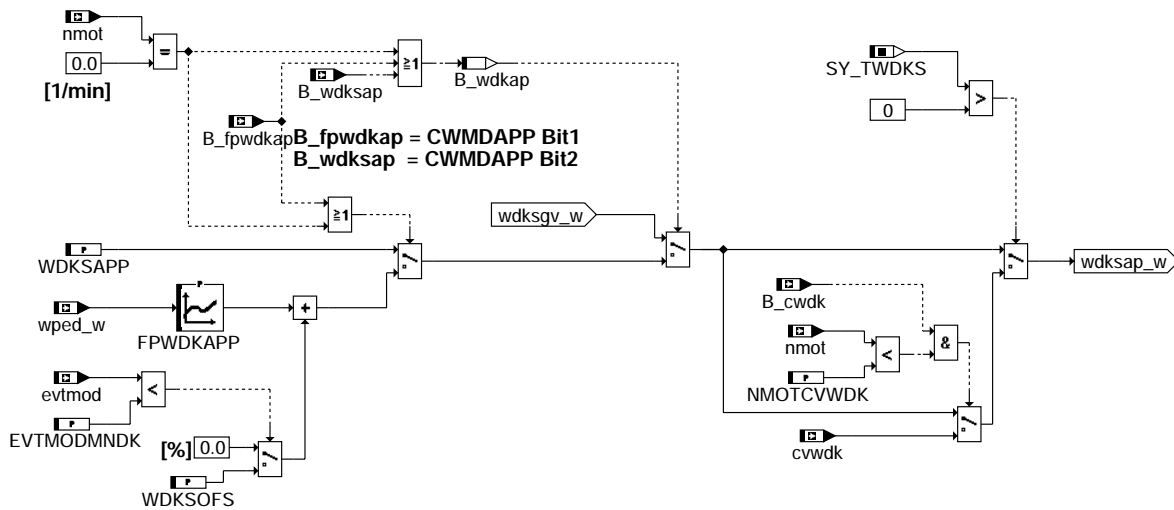 nmot
=
0.0
[1/min]
≥1
B_wdksap
B_wdkap
B_fpwdkap
B_fpwdkap = CWMDAPP Bit1
B_wdksap = CWMDAPP Bit2
SY_TWDKS
0
>
≥1
wdksgv_w
WDKSAPP
P
wdksap_w
wped_w
P
FPWDKAPP
+
B_cwdk
nmot
<
&
P
NMOTCVWDK
evtmod
<
P
EVTMODMNDK
[%]
0.0
P
WDKSOFS
cvwdk